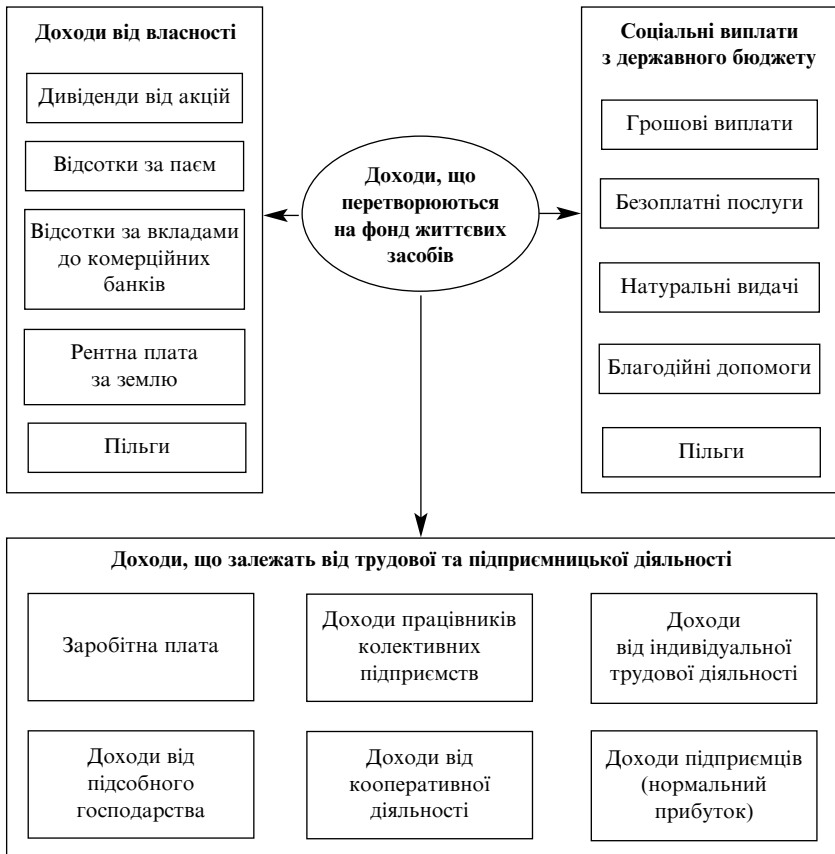 Доходи від власності
Дивіденди від акцій
Відсотки за паєм
Відсотки за вкладами
до комерційних
банків
Рентна плата
за землю
Пільги
Доходи, що
перетворюються
на фонд життєвих
засобів
Соціальні виплати
з державного бюджету
Грошові виплати
Безоплатні послуги
Натуральні видачі
Благодійні допомоги
Пільги
Доходи, що залежать від трудової та підприємницької діяльності
Заробітна плата
Доходи працівників
колективних
підприємств
Доходи
від індивідуальної
трудової діяльності
Доходи від
підсобного
господарства
Доходи від
кооперативної
діяльності
Доходи підприємців
(нормальний
прибуток)